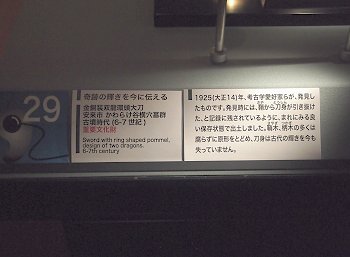 29
奇跡の輝きを今に伝える
金銅装双龍環頭大刀
安来市 かわらけ谷横穴墓群
古墳時代 (6-7世紀)
重要文化財
Sword with ring shaped pommel,
design of two dragons.
6-7th century
1925(大正14)年、考古学愛好家らが、発見し
たものです。発見時には、鞘から刀身が引き抜け
た、と記録に残されているように、まれにみる良
い保存状態で出土しました。鞘木、柄木の多くは
腐らずに原形をとどめ、刀身は古代の輝きを今も
失っていません。